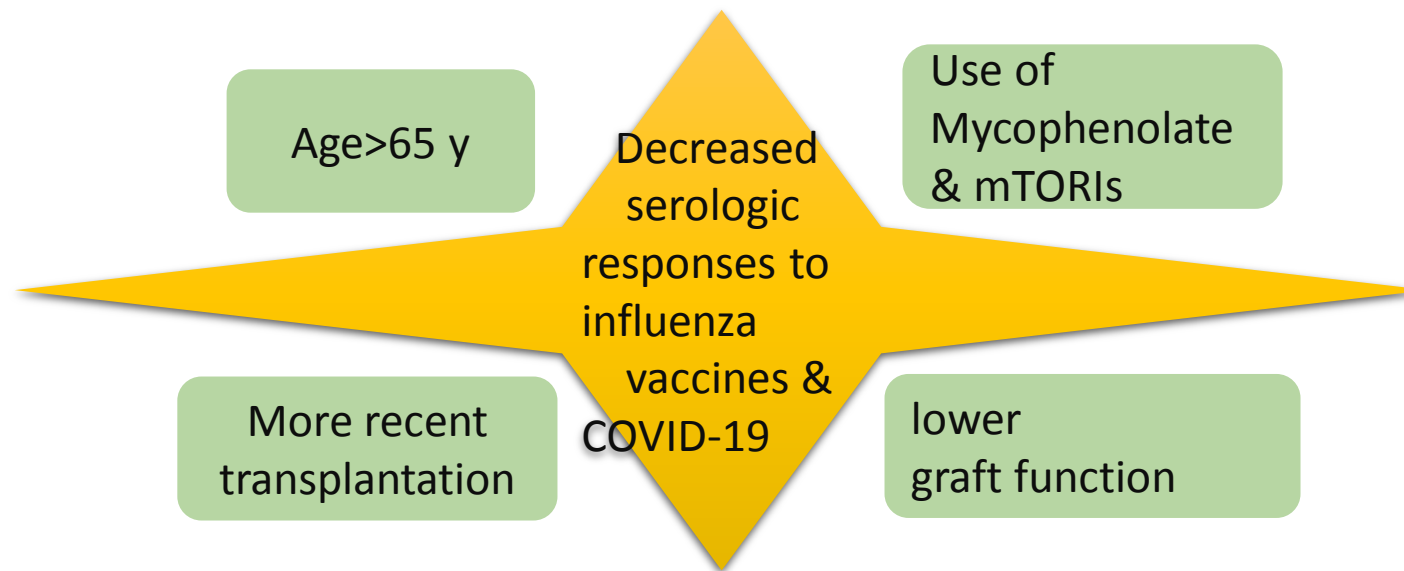 Age>65 y
Use of
Mycophenolate
& mTORIs
Decreased
serologic
responses to
influenza
vaccines &
COVID-19
More recent
transplantation
lower
graft function